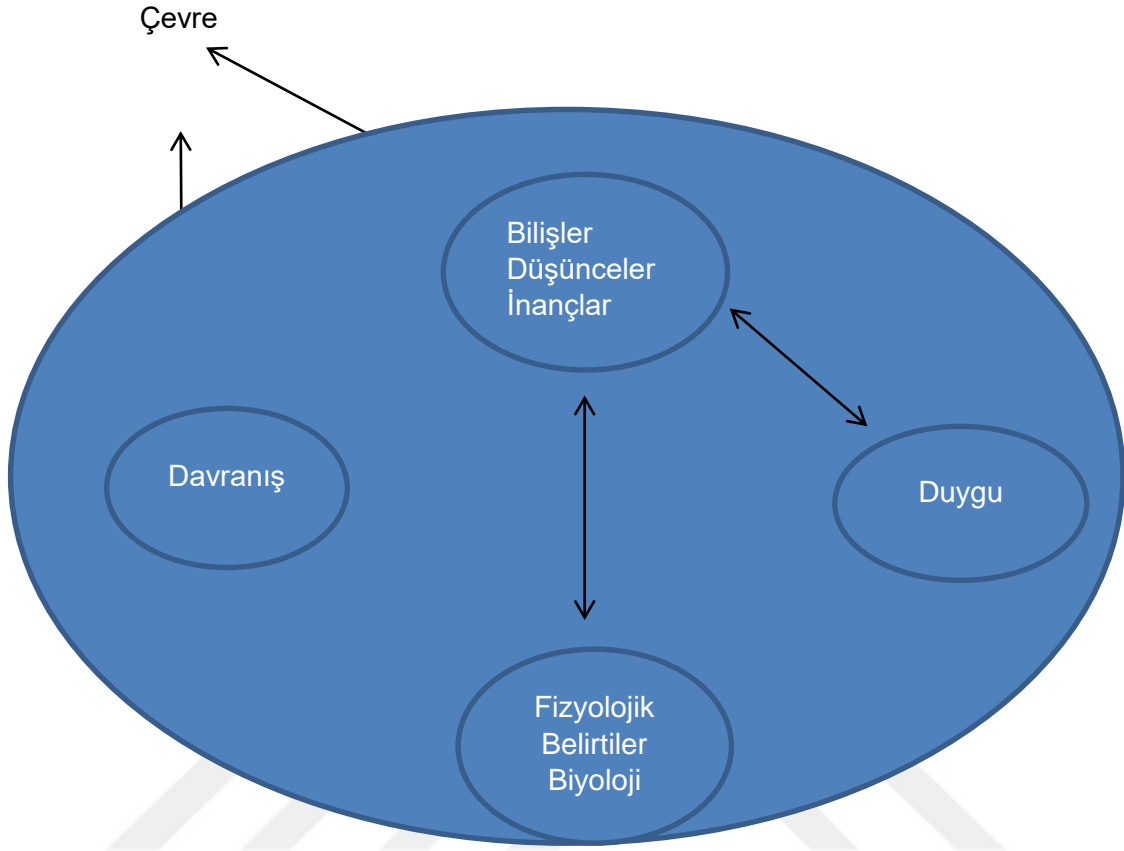 Çevre
Bilişler
Düşünceler
İnançlar
Davranış
Duygu
Fizyolojik
Belirtiler
Biyoloji